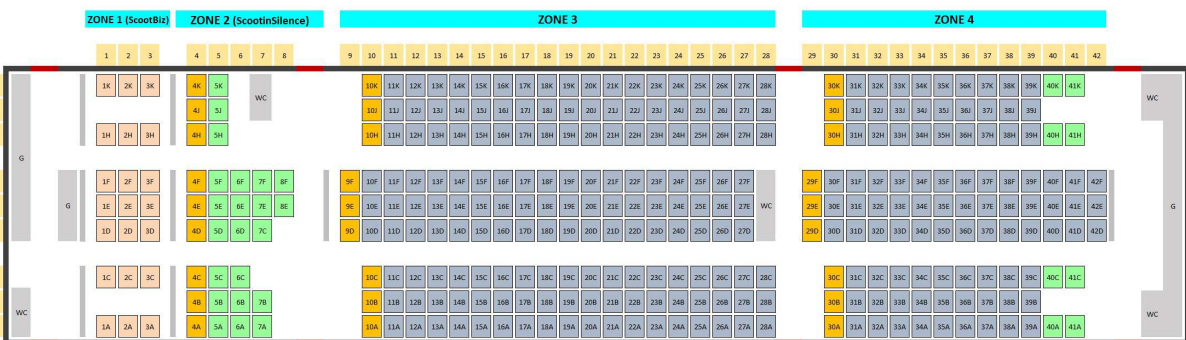 ZONE 1 (ScootBiz) ZONE 2 (ScootinSilence) ZONE 3 ZONE 4
1 2 3 4 5 6 7 8 9 10 11 12 13 14 15 16 17 18 19 20 21 22 23 24 25 26 27 28 29 30 31 32 33 34 35 36 37 38 39 40 41 42
1K 2K 3K 4K 5K 10K 11K 12K 13K 14K 15K 16K 17K 18K 19K 20K 21K 22K 23K 24K 25K 26K 27K 28K 30K 31K 32K 33K 34K 35K 36K 37K 38K 39K 40K 41K
WC WC
4J 5J 10J 11J 12J 13J 14J 15J 16J 17J 18J 19J 20J 21J 22J 23J 24J 25J 26J 27J 28J 30J 31J 32J 33J 34J 35J 36J 37J 38J 39J
1H 2H 3H 4H 5H 10H 11H 12H 13H 14H 15H 16H 17H 18H 19H 20H 21H 22H 23H 24H 25H 26H 27H 28H 30H 31H 32H 33H 34H 35H 36H 37H 38H 39H 40H 41H
G
1F 2F 3F 4F 5F 6F 7F 8F 9F 10F 11F 12F 13F 14F 15F 16F 17F 18F 19F 20F 21F 22F 23F 24F 25F 26F 27F 29F 30F 31F 32F 33F 34F 35F 36F 37F 38F 39F 40F 41F 42F
G 1E 2E 3E 4E 5E 6E 7E 8E 9E 10E 11E 12E 13E 14E 15E 16E 17E 18E 19E 20E 21E 22E 23E 24E 25E 26E 27E WC 29E 30E 31E 32E 33E 34E 35E 36E 37E 38E 39E 40E 41E 42E G
1D 2D 3D 4D 5D 6D 7C 9D 10D 11D 12D 13D 14D 15D 16D 17D 18D 19D 20D 21D 22D 23D 24D 25D 26D 27D 29D 30D 31D 32D 33D 34D 35D 36D 37D 38D 39D 40D 41D 42D
1C 2C 3C 4C 5C 6C 10C 11C 12C 13C 14C 15C 16C 17C 18C 19C 20C 21C 22C 23C 24C 25C 26C 27C 28C 30C 31C 32C 33C 34C 35C 36C 37C 38C 39C 40C 41C
4B 5B 6B 7B 10B 11B 12B 13B 14B 15B 16B 17B 18B 19B 20B 21B 22B 23B 24B 25B 26B 27B 28B 30B 31B 32B 33B 34B 35B 36B 37B 38B 39B
WC WC
1A 2A 3A 4A 5A 6A 7A 10A 11A 12A 13A 14A 15A 16A 17A 18A 19A 20A 21A 22A 23A 24A 25A 26A 27A 28A 30A 31A 32A 33A 34A 35A 36A 37A 38A 39A 40A 41A